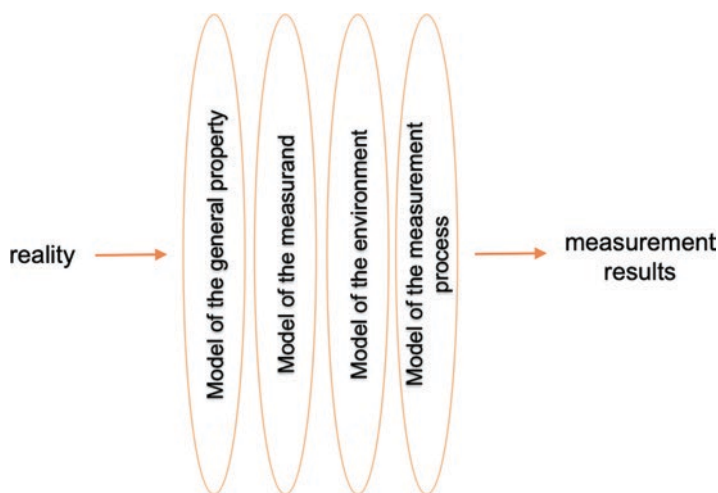 reality
Model of the general property
Model of the measurand
Model of the environment
Model of the measurement
process
measurement
results